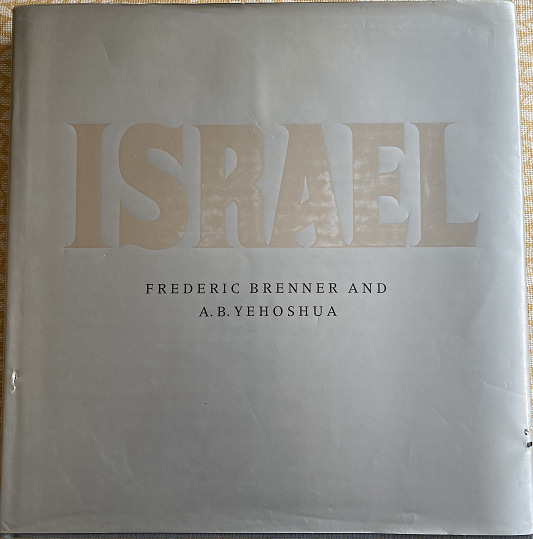 ISRAEL
FREDERIC BRENNER AND
A.B. YEHOSHUA